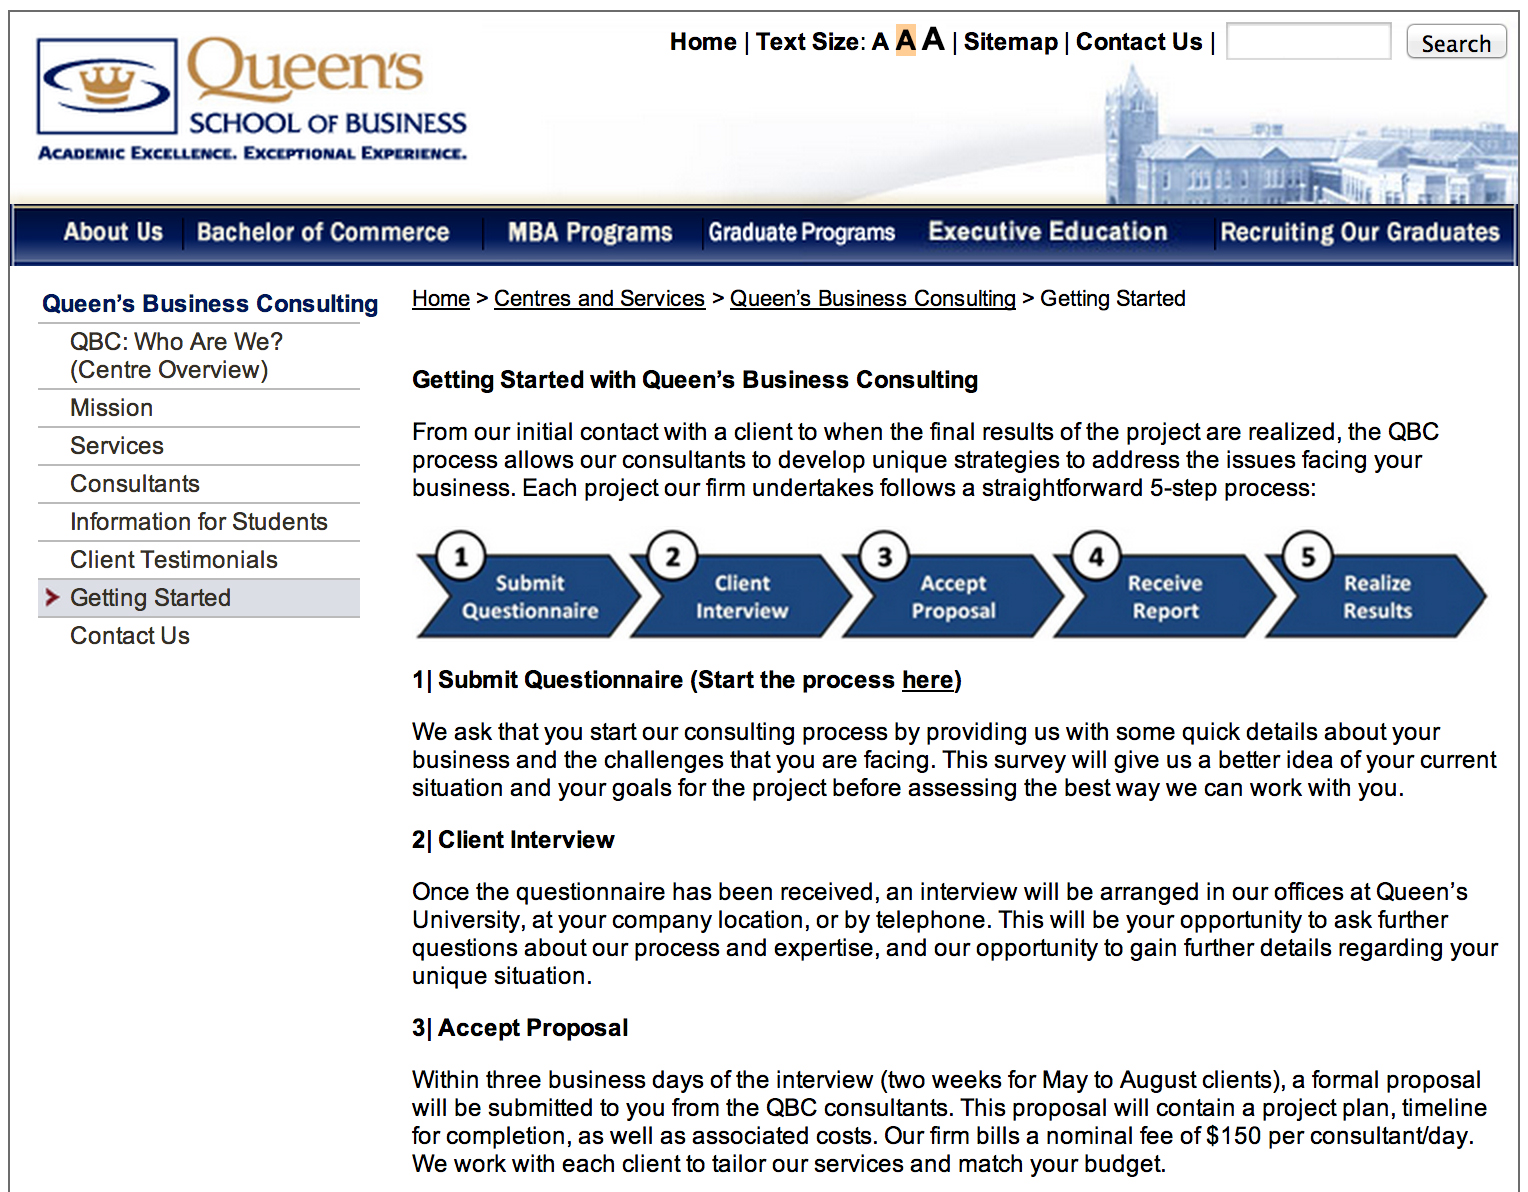 Home | Text Size: A A A | Sitemap | Contact Us |
Search
Queen's
SCHOOL OF BUSINESS
ACADEMIC EXCELLENCE. EXCEPTIONAL EXPERIENCE.
About Us
Bachelor of Commerce
MBA Programs
Graduate Programs
Executive Education
Recruiting Our Graduates
Queen’s Business Consulting
QBC: Who Are We?
(Centre Overview)
Mission
Services
Consultants
Information for Students
Client Testimonials
Getting Started
Contact Us
Home > Centres and Services > Queen’s Business Consulting > Getting Started
Getting Started with Queen’s Business Consulting
From our initial contact with a client to when the final results of the project are realized, the QBC
process allows our consultants to develop unique strategies to address the issues facing your
business. Each project our firm undertakes follows a straightforward 5-step process:
1
Submit
Questionnaire
2
Client
Interview
3
Accept
Proposal
4
Receive
Report
5
Realize
Results
1| Submit Questionnaire (Start the process here)
We ask that you start our consulting process by providing us with some quick details about your
business and the challenges that you are facing. This survey will give us a better idea of your current
situation and your goals for the project before assessing the best way we can work with you.
2| Client Interview
Once the questionnaire has been received, an interview will be arranged in our offices at Queen’s
University, at your company location, or by telephone. This will be your opportunity to ask further
questions about our process and expertise, and our opportunity to gain further details regarding your
unique situation.
3| Accept Proposal
Within three business days of the interview (two weeks for May to August clients), a formal proposal
will be submitted to you from the QBC consultants. This proposal will contain a project plan, timeline
for completion, as well as associated costs. Our firm bills a nominal fee of $150 per consultant/day.
We work with each client to tailor our services and match your budget.